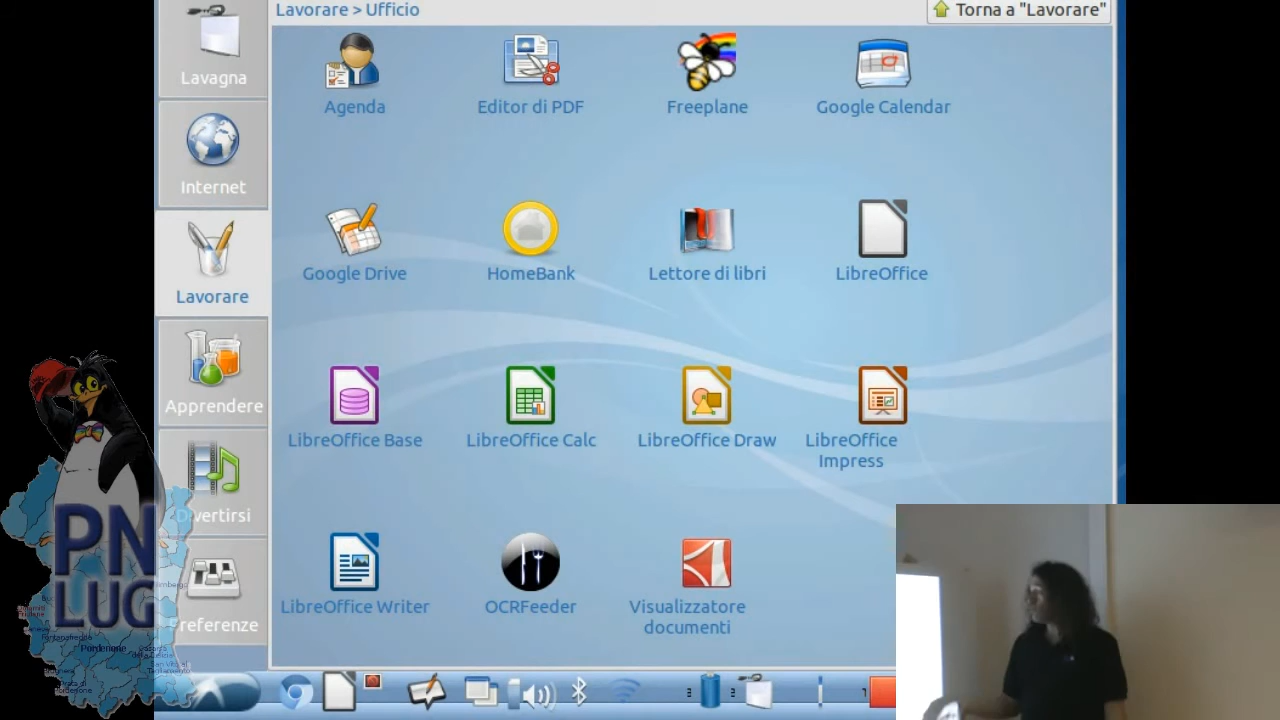 Lavorare > Ufficio
Torna a "Lavorare"
Lavagna
Internet
Lavorare
Apprendere
Divertirsi
Preferenze
Agenda
Editor di PDF
Freeplane
Google Calendar
Google Drive
HomeBank
Lettore di libri
LibreOffice
LibreOffice Base
LibreOffice Calc
LibreOffice Draw
LibreOffice
Impress
LibreOffice Writer
OCRFeeder
Visualizzatore
documenti
PN
LUG
Pordenone